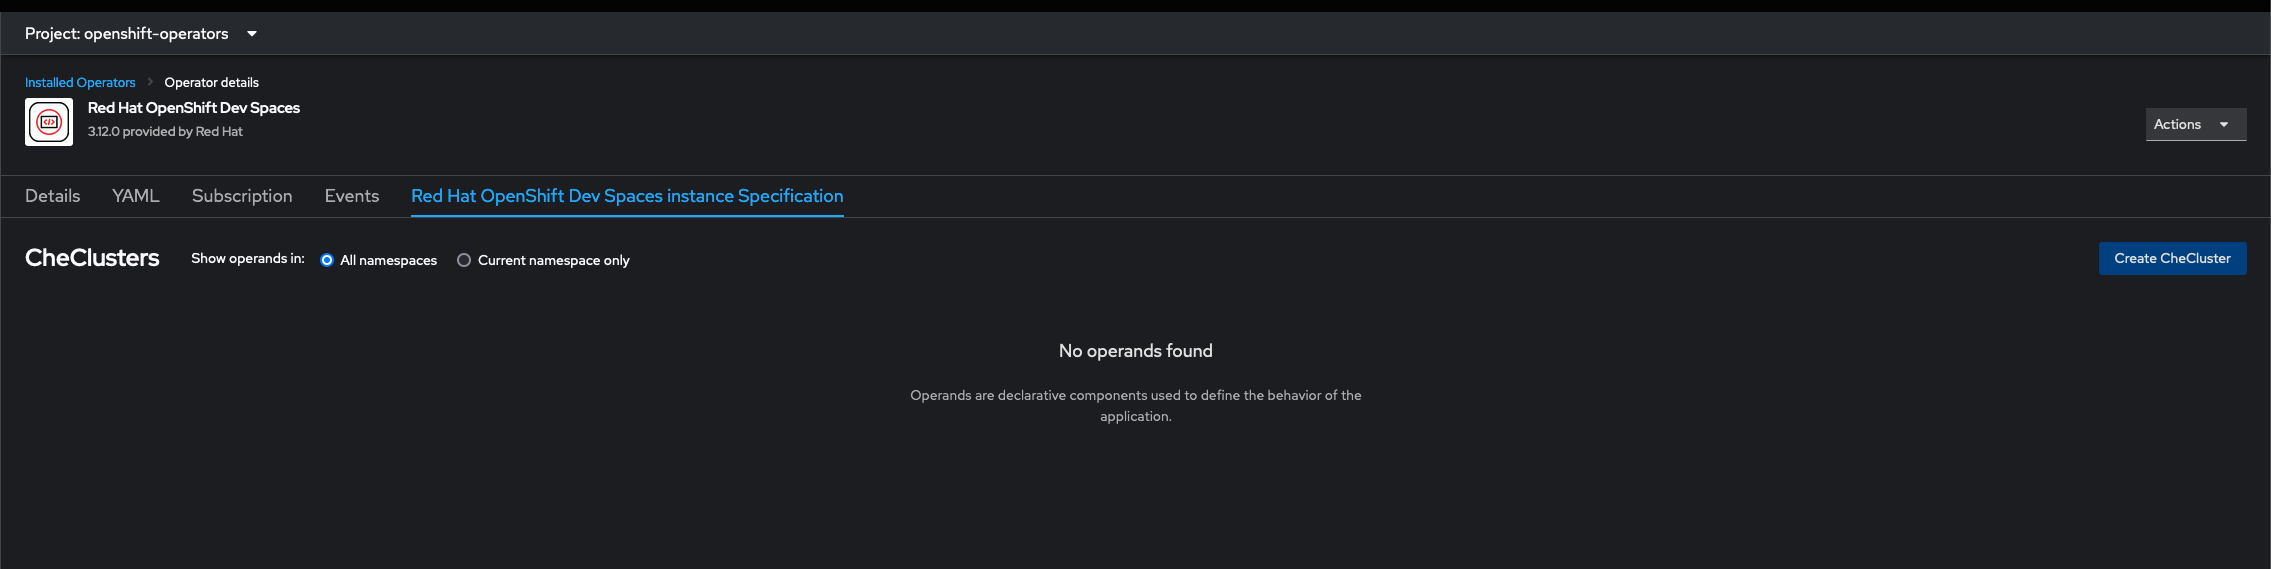 Project: openshift-operators
Installed Operators > Operator details
Red Hat OpenShift Dev Spaces
3.12.0 provided by Red Hat
Actions
Details YAML Subscription Events Red Hat OpenShift Dev Spaces instance Specification
CheClusters Show operands in: All namespaces Current namespace only Create CheCluster
No operands found
Operands are declarative components used to define the behavior of the
application.